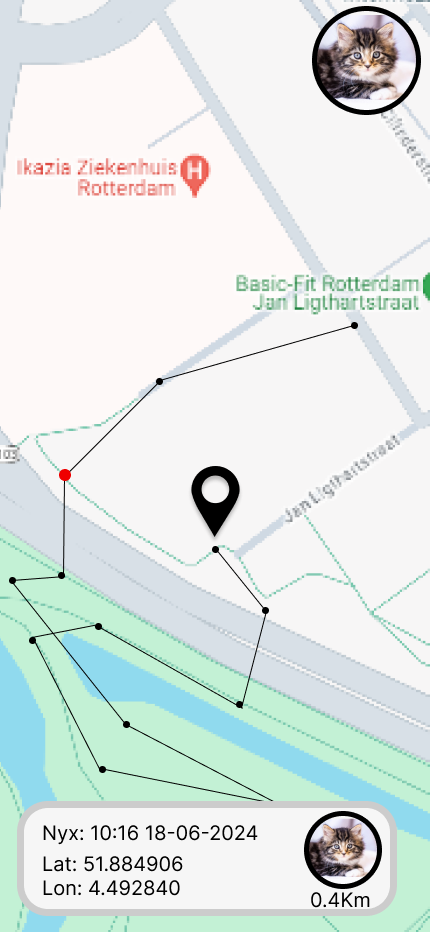 Ikazia Ziekenhuis
Rotterdam
H
Basic-Fit Rotterdam
Jan Ligthartstraat
103
Jan Ligthartstraat
Nyx: 10:16 18-06-2024
Lat: 51.884906
Lon: 4.492840
0.4Km